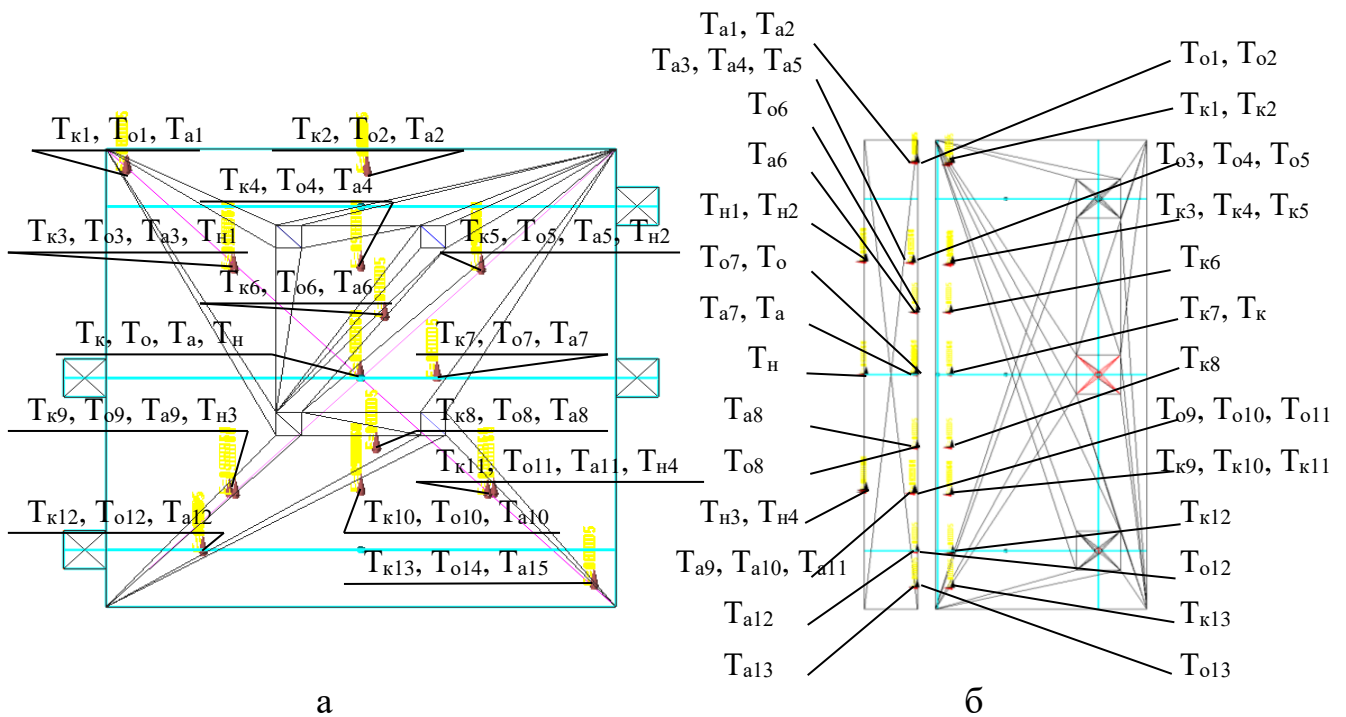 Тк1, То1, Та1
Тк2, То2, Та2
Тк4, То4, Та4
Тк3, То3, Та3, Тн1
Тк5, То5, Та5, Тн2
Тк6, То6, Та6
Тк, То, Та, Тн
Тк7, То7, Та7
Тк9, То9, Та9, Тн3
Тк8, То8, Та8
Тк11, То11, Та11, Тн4
Тк12, То12, Та12
Тк10, То10, Та10
Тк13, То14, Та15
а
Та1, Та2
Та3, Та4, Та5
То6
Та6
Тн1, Тн2
То7, То
Та7, Та
Тн
Та8
То8
Тн3, Тн4
Та9, Та10, Та11
Та12
Та13
То1, То2
Тк1, Тк2
То3, То4, То5
Тк3, Тк4, Тк5
Тк6
Тк7, Тк
Тк8
То9, То10, То11
Тк9, Тк10, Тк11
Тк12
То12
Тк13
То13
б